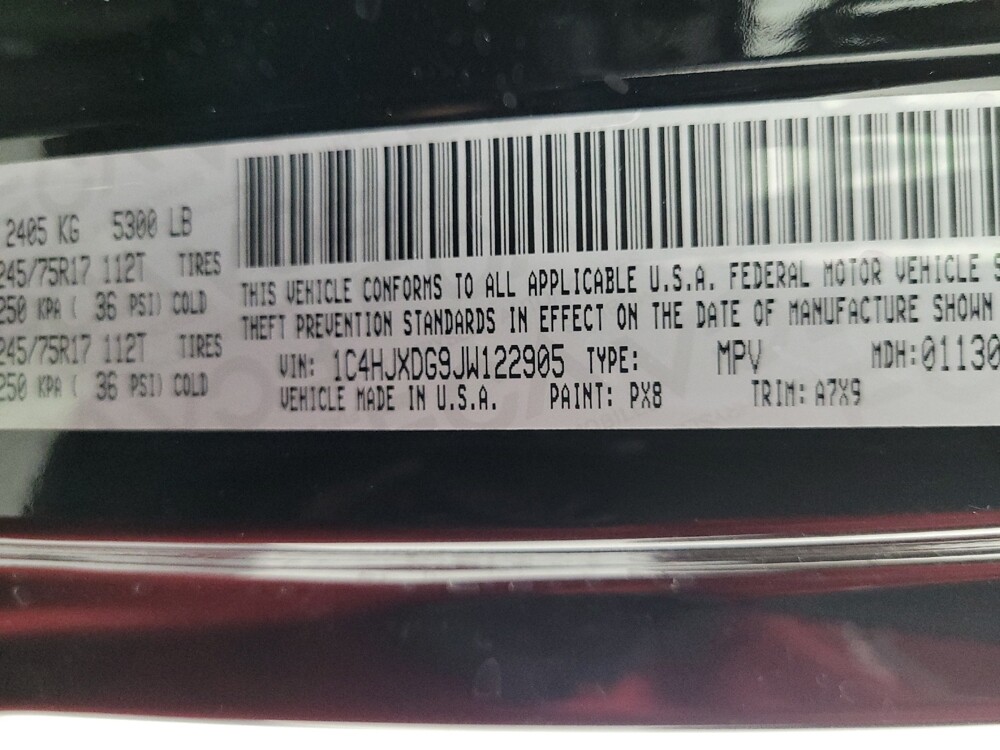 2405 KG 5300 LB
245/75R17 112T TIRES
250 KPA ( 36 PSI) COLD
245/75R17 112T TIRES
250 KPA ( 36 PSI) COLD
THIS VEHICLE CONFORMS TO ALL APPLICABLE U.S.A. FEDERAL MOTOR VEHICLE S
THEFT PREVENTION STANDARDS IN EFFECT ON THE DATE OF MANUFACTURE SHOWN
VIN: 1C4HJXDG9JW122905 TYPE: MPV MDH: 01130
VEHICLE MADE IN U.S.A. PAINT: PX8 TRIM: A7X9